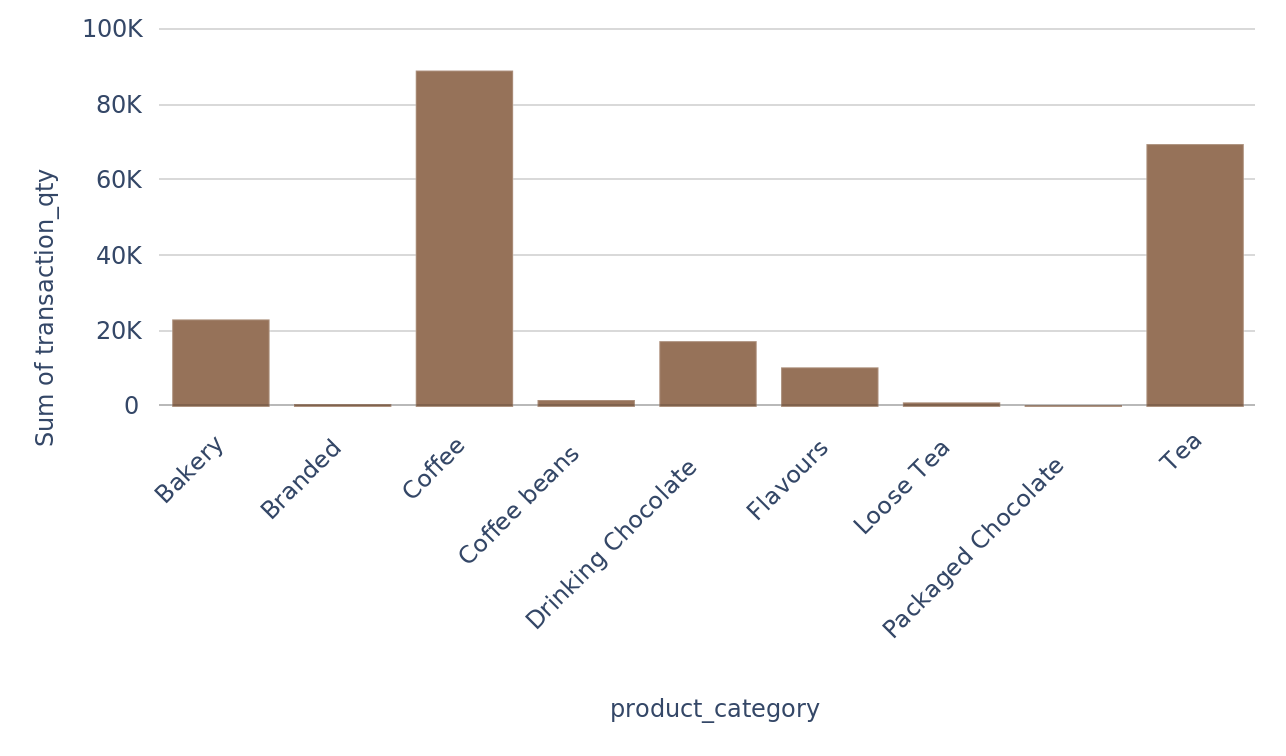 100K
80K
60K
40K
20K
0
Sum of transaction_qty
Bakery
Branded
Coffee
Coffee beans
Drinking Chocolate
Flavours
Loose Tea
Packaged Chocolate
Tea
product_category